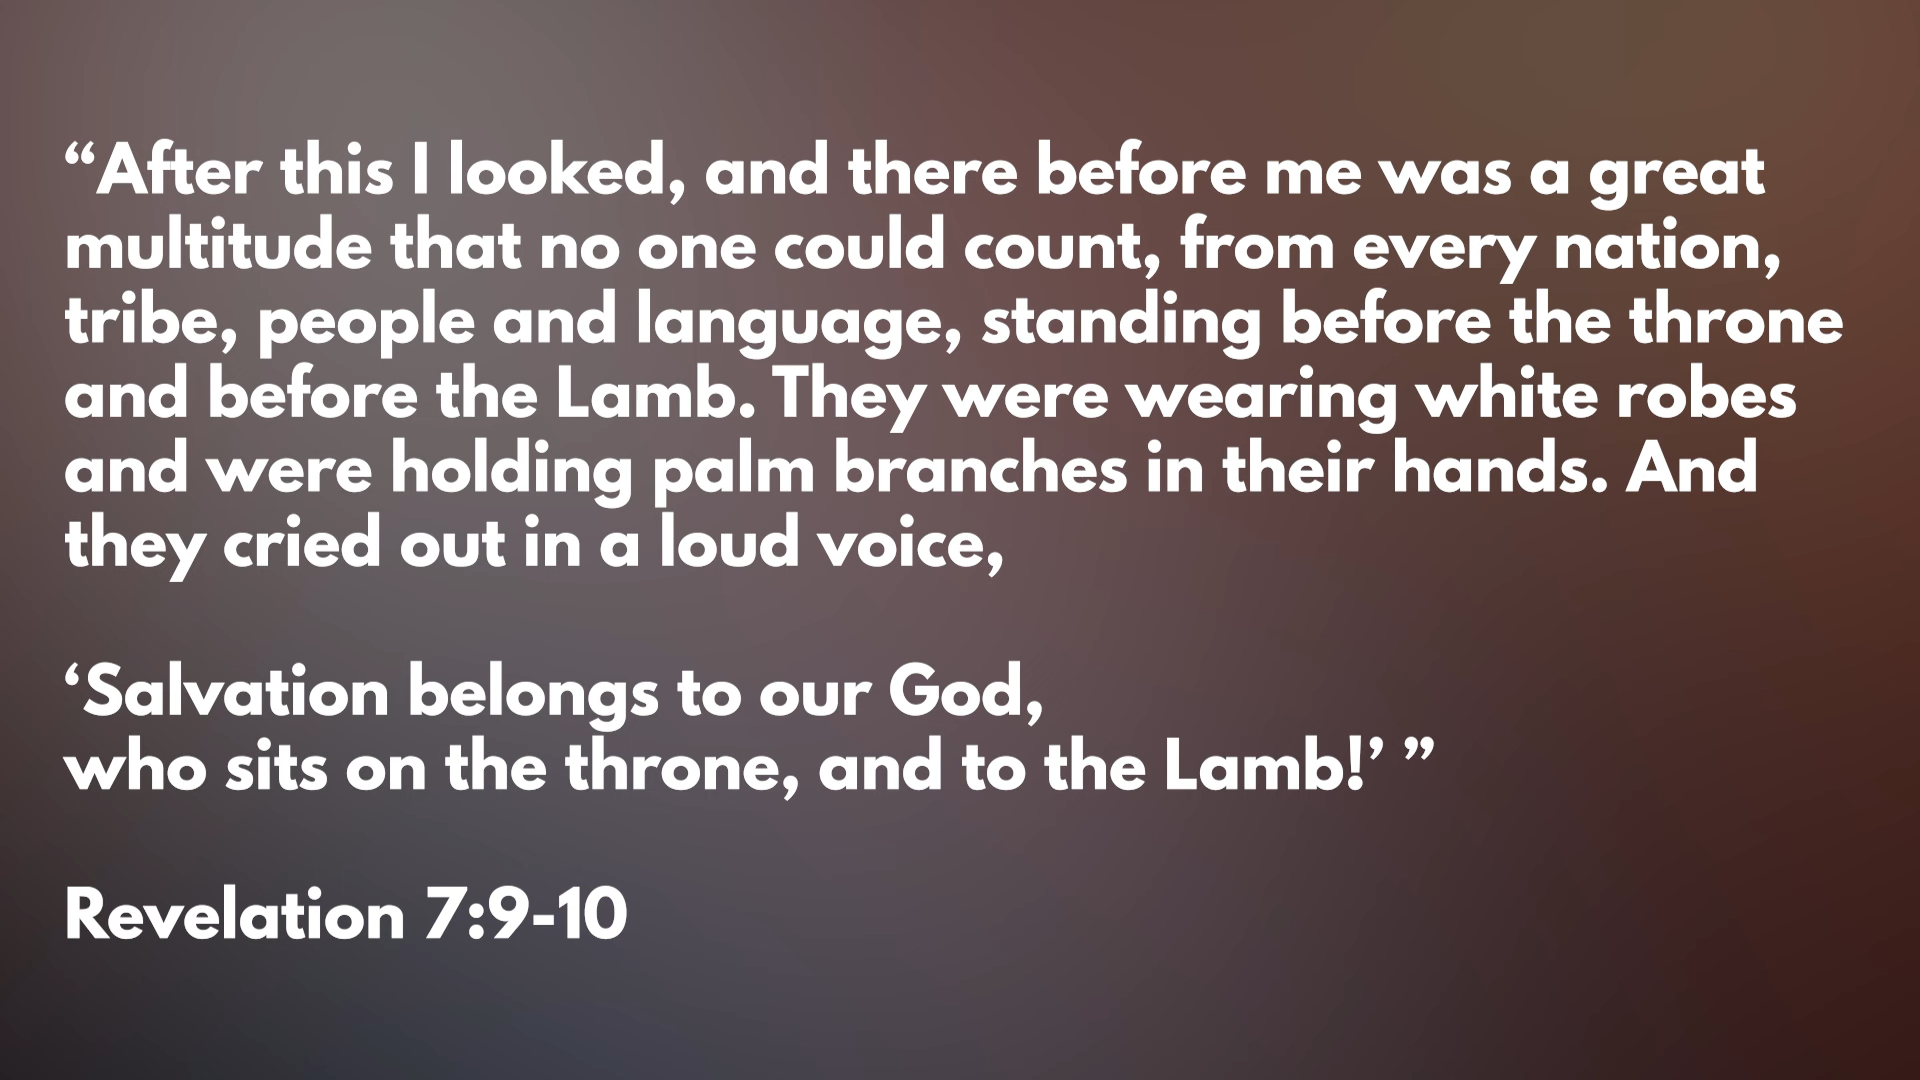 “After this I looked, and there before me was a great
multitude that no one could count, from every nation,
tribe, people and language, standing before the throne
and before the Lamb. They were wearing white robes
and were holding palm branches in their hands. And
they cried out in a loud voice,
‘Salvation belongs to our God,
who sits on the throne, and to the Lamb!’ ”
Revelation 7:9-10